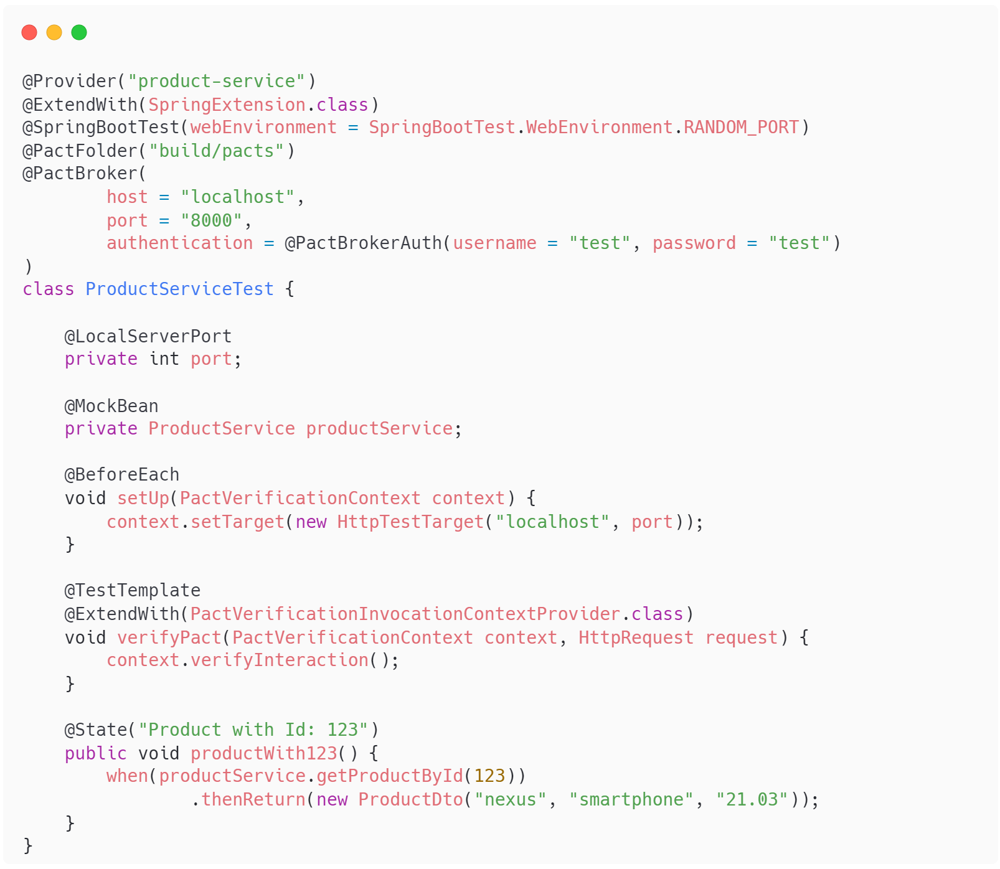 @Provider("product-service")
@ExtendWith(SpringExtension.class)
@SpringBootTest(webEnvironment = SpringBootTest.WebEnvironment.RANDOM_PORT)
@PactFolder("build/pacts")
@PactBroker(
        host = "localhost",
        port = "8000",
        authentication = @PactBrokerAuth(username = "test", password = "test")
)
class ProductServiceTest {

    @LocalServerPort
    private int port;

    @MockBean
    private ProductService productService;

    @BeforeEach
    void setUp(PactVerificationContext context) {
        context.setTarget(new HttpTestTarget("localhost", port));
    }

    @TestTemplate
    @ExtendWith(PactVerificationInvocationContextProvider.class)
    void verifyPact(PactVerificationContext context, HttpRequest request) {
        context.verifyInteraction();
    }

    @State("Product with Id: 123")
    public void productWith123() {
        when(productService.getProductById(123))
                .thenReturn(new ProductDto("nexus", "smartphone", "21.03"));
    }
}